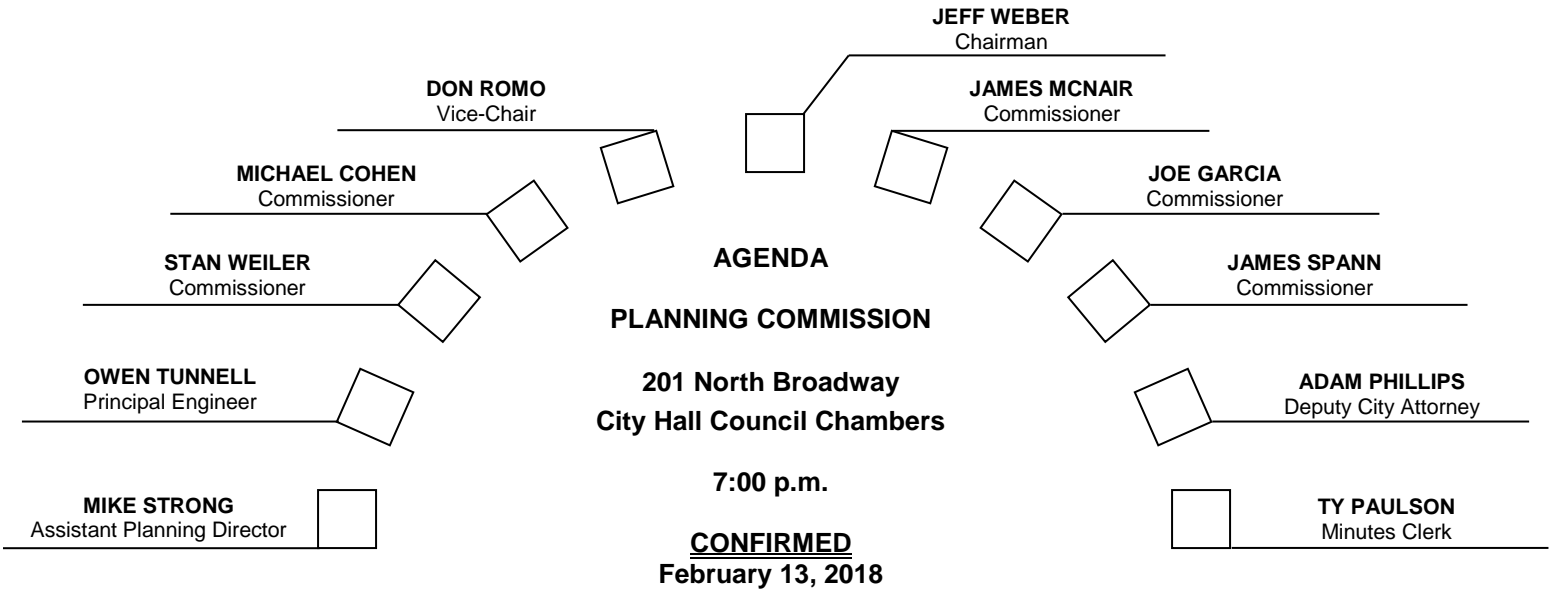 JEFF WEBER
Chairman
DON ROMO
Vice-Chair
JAMES MCNAIR
Commissioner
MICHAEL COHEN
Commissioner
JOE GARCIA
Commissioner
STAN WEILER
Commissioner
JAMES SPANN
Commissioner
OWEN TUNNELL
Principal Engineer
ADAM PHILLIPS
Deputy City Attorney
MIKE STRONG
Assistant Planning Director
TY PAULSON
Minutes Clerk
AGENDA
PLANNING COMMISSION
201 North Broadway
City Hall Council Chambers
7:00 p.m.
CONFIRMED
February 13, 2018